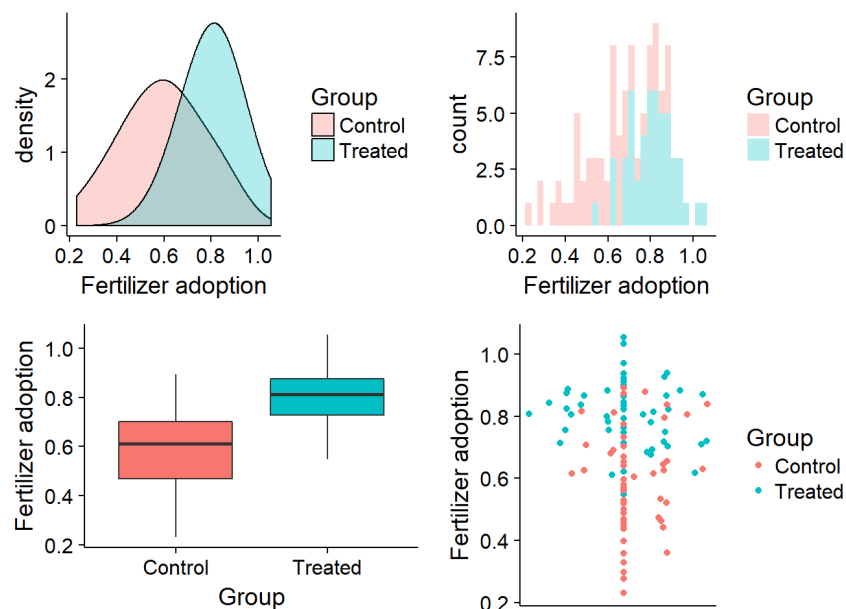 density
2
1
0
0.2 0.4 0.6 0.8 1.0
Fertilizer adoption
Group
Control
Treated
count
7.5
5.0
2.5
0.0
0.2 0.4 0.6 0.8 1.0
Fertilizer adoption
Group
Control
Treated
Fertilizer adoption
1.0
0.8
0.6
0.4
0.2
Control Treated
Group
Fertilizer adoption
1.0
0.8
0.6
0.4
0.2
Group
Control
Treated